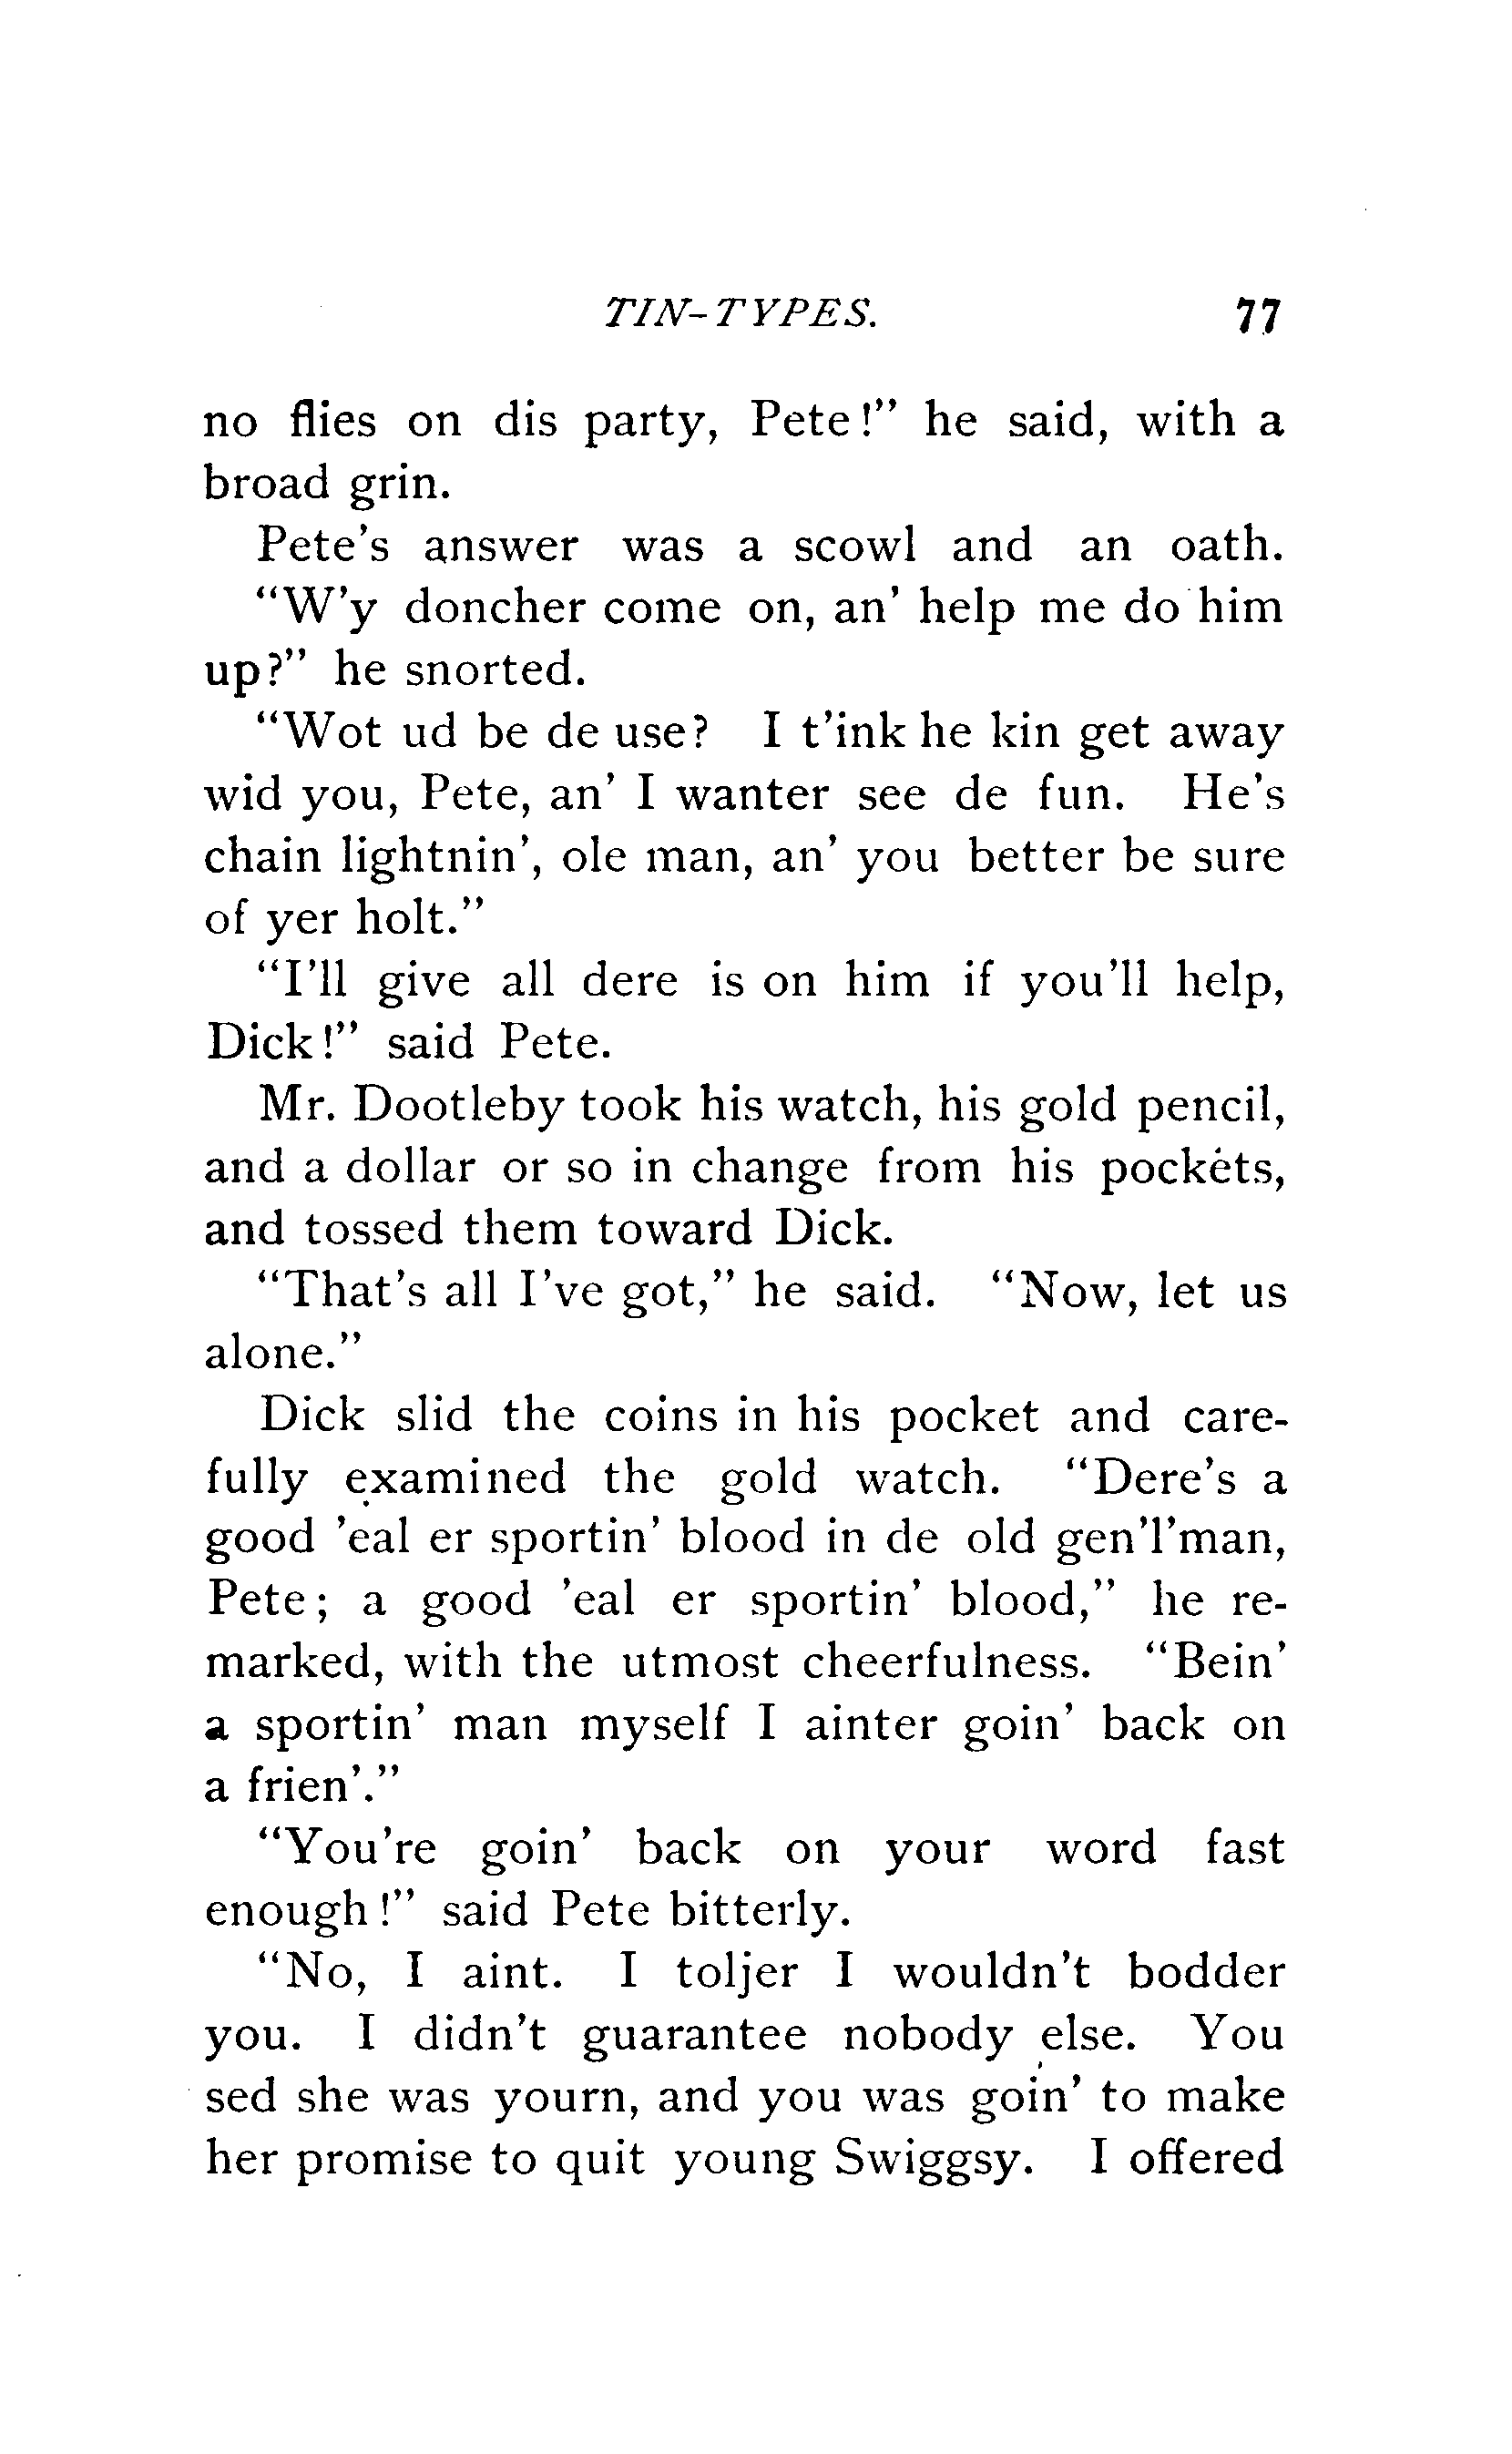 TIN-TYPES. 77
no flies on dis party, Pete!" he said, with a
broad grin.
Pete's answer was a scowl and an oath.
"W'y doncher come on, an' help me do him
up?" he snorted.
"Wot ud be de use? I t'ink he kin get away
wid you, Pete, an' I wanter see de fun. He's
chain lightnin', ole man, an' you better be sure
of yer holt."
"I'll give all dere is on him if you'll help,
Dick!" said Pete.
Mr. Dootleby took his watch, his gold pencil,
and a dollar or so in change from his pockets,
and tossed them toward Dick.
"That's all I've got," he said. "Now, let us
alone."
Dick slid the coins in his pocket and care-
fully examined the gold watch. "Dere's a
good 'eal er sportin' blood in de old gen'l'man,
Pete; a good 'eal er sportin' blood," he re-
marked, with the utmost cheerfulness. "Bein'
a sportin' man myself I ainter goin' back on
a frien'."
"You're goin' back on your word fast
enough!" said Pete bitterly.
"No, I aint. I toljer I wouldn't bodder
you. I didn't guarantee nobody else. You
sed she was yourn, and you was goin' to make
her promise to quit young Swiggsy. I offered